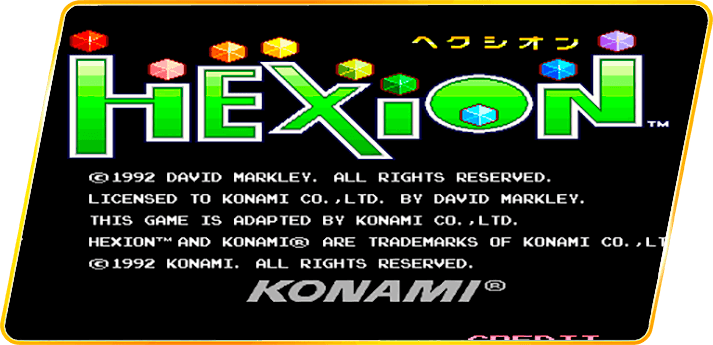 ヘクシオン
HEXION™
©1992 DAVID MARKLEY. ALL RIGHTS RESERVED.
LICENSED TO KONAMI CO.,LTD. BY DAVID MARKLEY.
THIS GAME IS ADAPTED BY KONAMI CO.,LTD.
HEXION™ AND KONAMI® ARE TRADEMARKS OF KONAMI CO.,LT
©1992 KONAMI. ALL RIGHTS RESERVED.
KONAMI®
CREDIT